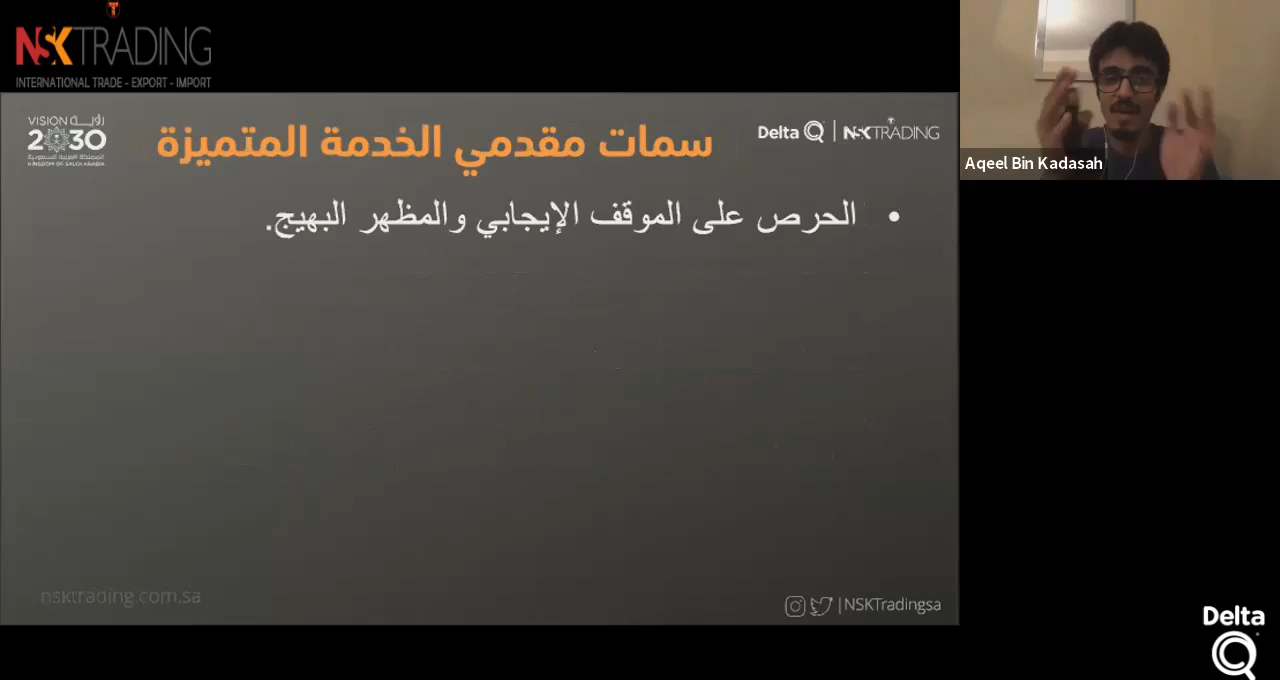 NSKTRADING
INTERNATIONAL TRADE - EXPORT - IMPORT
VISION رؤيــة
2030
المملكة العربية السعودية
KINGDOM OF SAUDI ARABIA
سمات مقدمي الخدمة المتميزة
Delta Q | NSKTRADING
• الحرص على الموقف الإيجابي والمظهر البهيج.
nsktrading.com.sa
|NSKTradingsa
Aqeel Bin Kadasah
Delta
Q